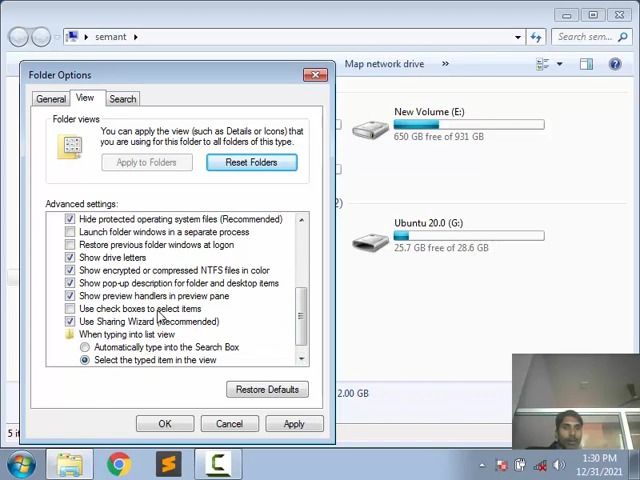 semant
Search sem...
Folder Options
Map network drive
»
General
View
Search
Folder views
You can apply the view (such as Details or Icons) that
you are using for this folder to all folders of this type.
Apply to Folders
Reset Folders
Advanced settings:
Hide protected operating system files (Recommended)
Launch folder windows in a separate process
Restore previous folder windows at logon
Show drive letters
Show encrypted or compressed NTFS files in color
Show pop-up description for folder and desktop items
Show preview handlers in preview pane
Use check boxes to select items
Use Sharing Wizard (Recommended)
When typing into list view
Automatically type into the Search Box
Select the typed item in the view
Restore Defaults
OK
Cancel
Apply
New Volume (E:)
650 GB free of 931 GB
2)
Ubuntu 20.0 (G:)
25.7 GB free of 28.6 GB
2.00 GB
5 it
1:30 PM
12/31/2021